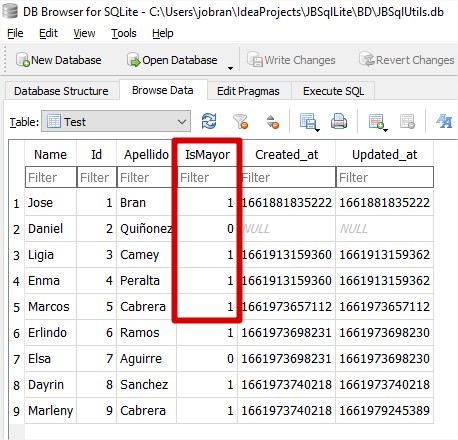 DB Browser for SQLite - C:\Users\jobran\IdeaProjects\JBSqlLite\BD\JBSqlUtils.db
File Edit View Tools Help
New Database Open Database Write Changes Revert Changes
Database Structure Browse Data Edit Pragmas Execute SQL
Table: Test
Name Id Apellido IsMayor Created_at Updated_at
Filter Filter Filter Filter Filter Filter
1 Jose 1 Bran 1 1661881835222 1661881835222
2 Daniel 2 Quiñonez 0 NULL NULL
3 Ligia 3 Camey 1 1661913159360 1661913159362
4 Enma 4 Peralta 1 1661913159360 1661913159362
5 Marcos 5 Cabrera 1 1661973657112 1661973657112
6 Erlindo 6 Ramos 1 1661973698231 1661973698230
7 Elsa 7 Aguirre 0 1661973698231 1661973698230
8 Dayrin 8 Sanchez 1 1661973740218 1661973740218
9 Marleny 9 Cabrera 1 1661973740218 1661979245389